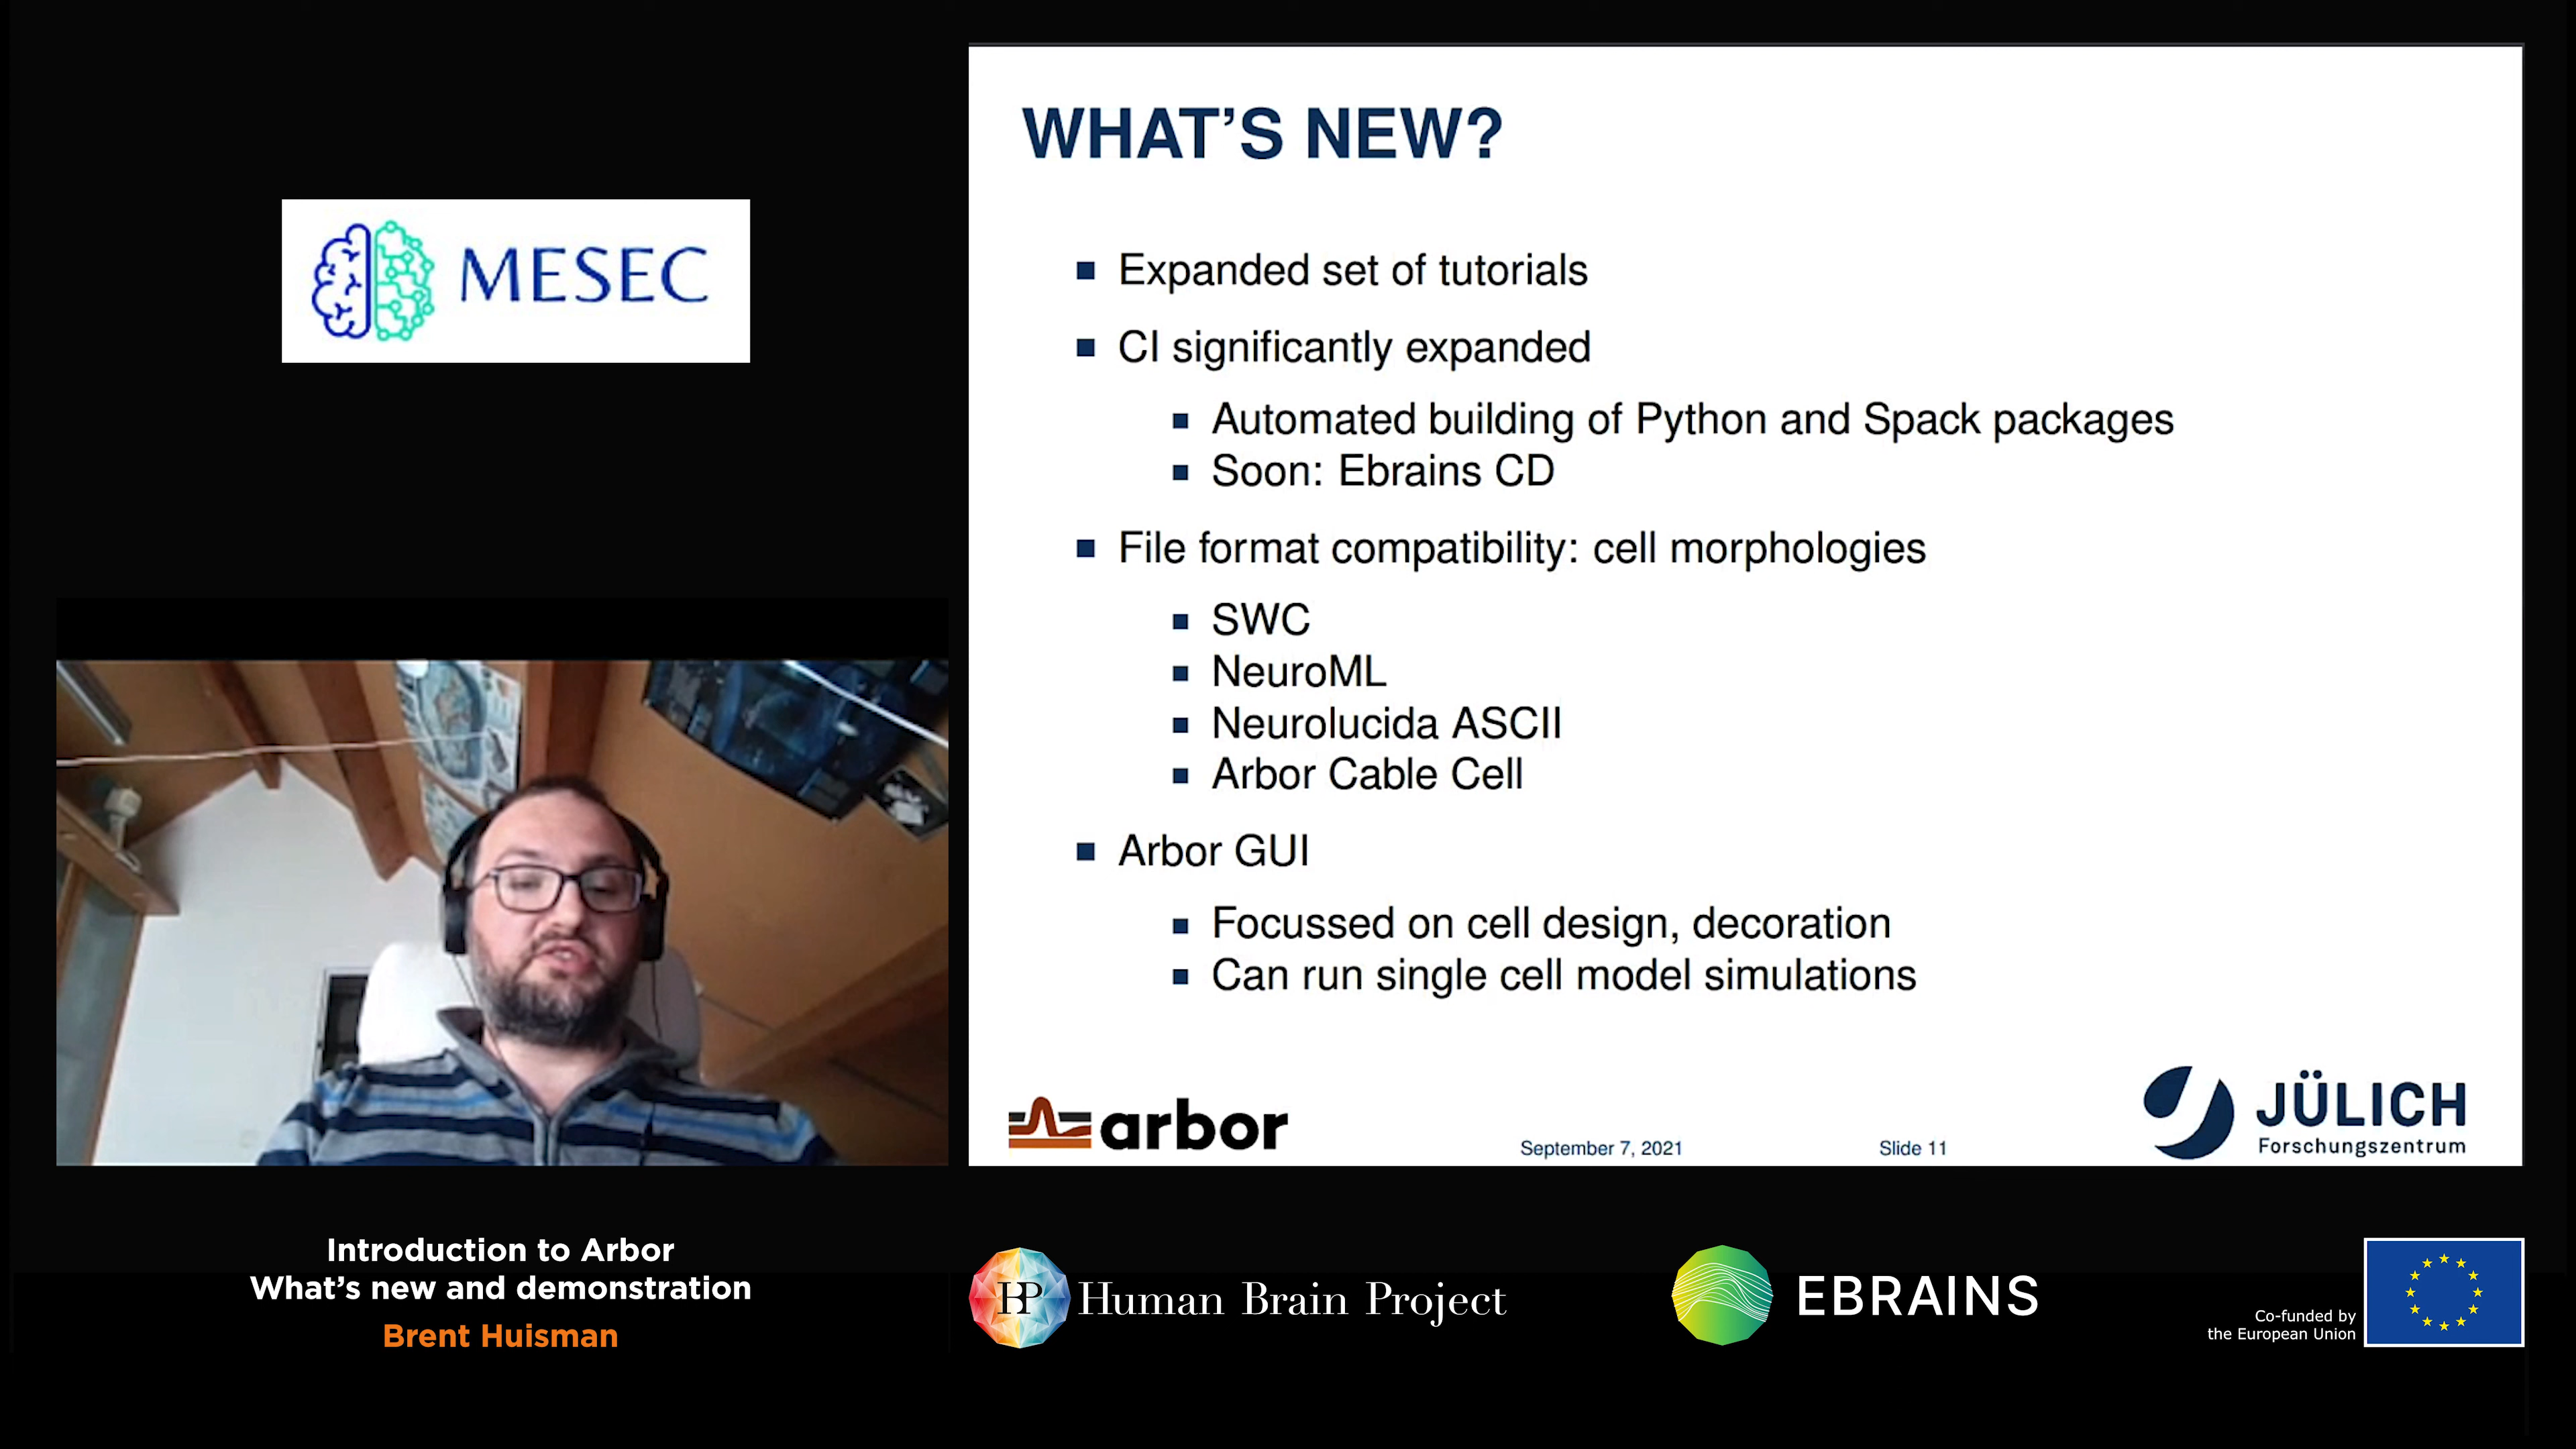 MESEC
WHAT'S NEW?
Expanded set of tutorials
CI significantly expanded
Automated building of Python and Spack packages
Soon: Ebrains CD
File format compatibility: cell morphologies
SWC
NeuroML
Neurolucida ASCII
Arbor Cable Cell
Arbor GUI
Focussed on cell design, decoration
Can run single cell model simulations
arbor
September 7, 2021
Slide 11
JÜLICH
Forschungszentrum
Introduction to Arbor
What's new and demonstration
Brent Huisman
HBP
Human Brain Project
EBRAINS
Co-funded by
the European Union